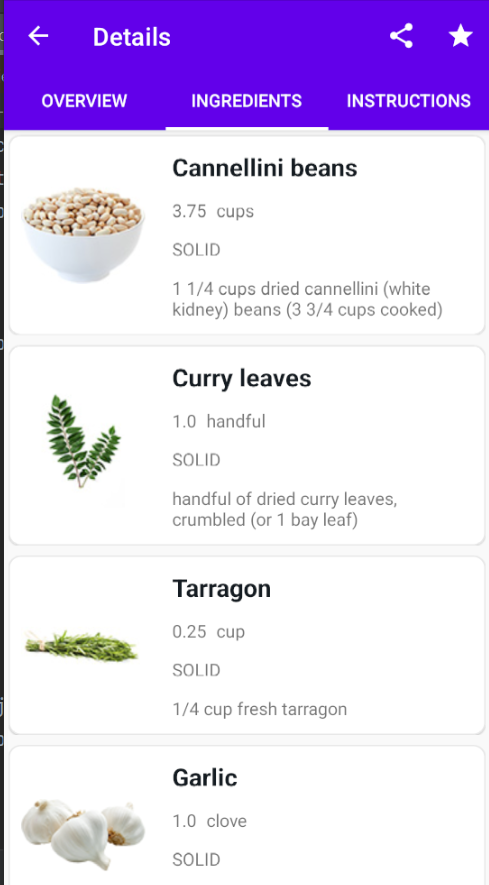 Details
OVERVIEW INGREDIENTS INSTRUCTIONS
Cannellini beans
3.75 cups
SOLID
1 1/4 cups dried cannellini (white
kidney) beans (3 3/4 cups cooked)
Curry leaves
1.0 handful
SOLID
handful of dried curry leaves,
crumbled (or 1 bay leaf)
Tarragon
0.25 cup
SOLID
1/4 cup fresh tarragon
Garlic
1.0 clove
SOLID